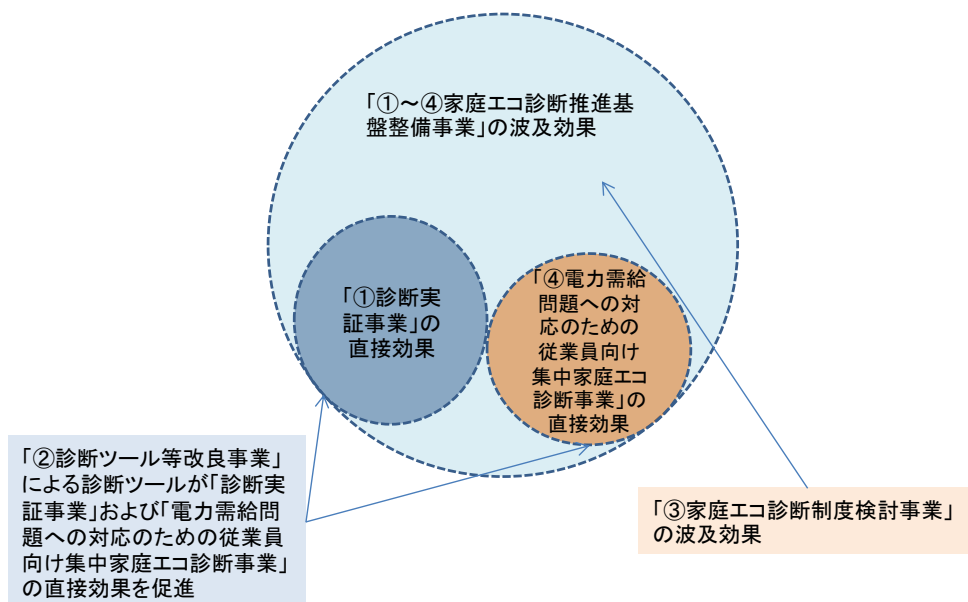 「①～④家庭エコ診断推進基
盤整備事業」の波及効果
「①診断実
証事業」の
直接効果
「④電力需給
問題への対
応のための
従業員向け
集中家庭エコ
診断事業」の
直接効果
「②診断ツール等改良事業」
による診断ツールが「診断実
証事業」および「電力需給問
題への対応のための従業員
向け集中家庭エコ診断事業」
の直接効果を促進
「③家庭エコ診断制度検討事業」
の波及効果